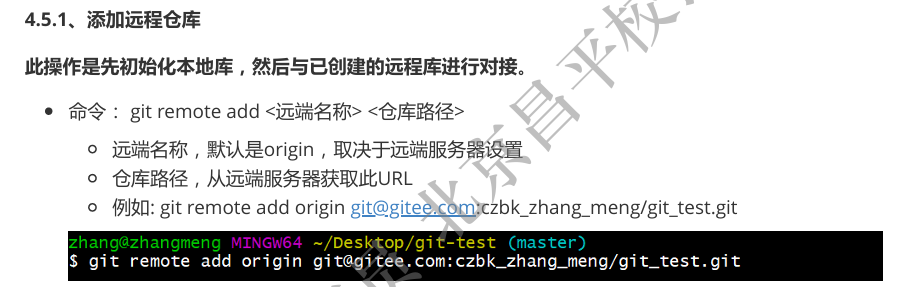 4.5.1、添加远程仓库
此操作是先初始化本地库，然后与已创建的远程库进行对接。
命令： git remote add <远端名称> <仓库路径>
远端名称，默认是origin，取决于远端服务器设置
仓库路径，从远端服务器获取此URL
例如: git remote add origin git@gitee.com:czbk_zhang_meng/git_test.git
zhang@zhangmeng MINGW64 ~/Desktop/git-test (master)
$ git remote add origin git@gitee.com:czbk_zhang_meng/git_test.git
北京昌平校